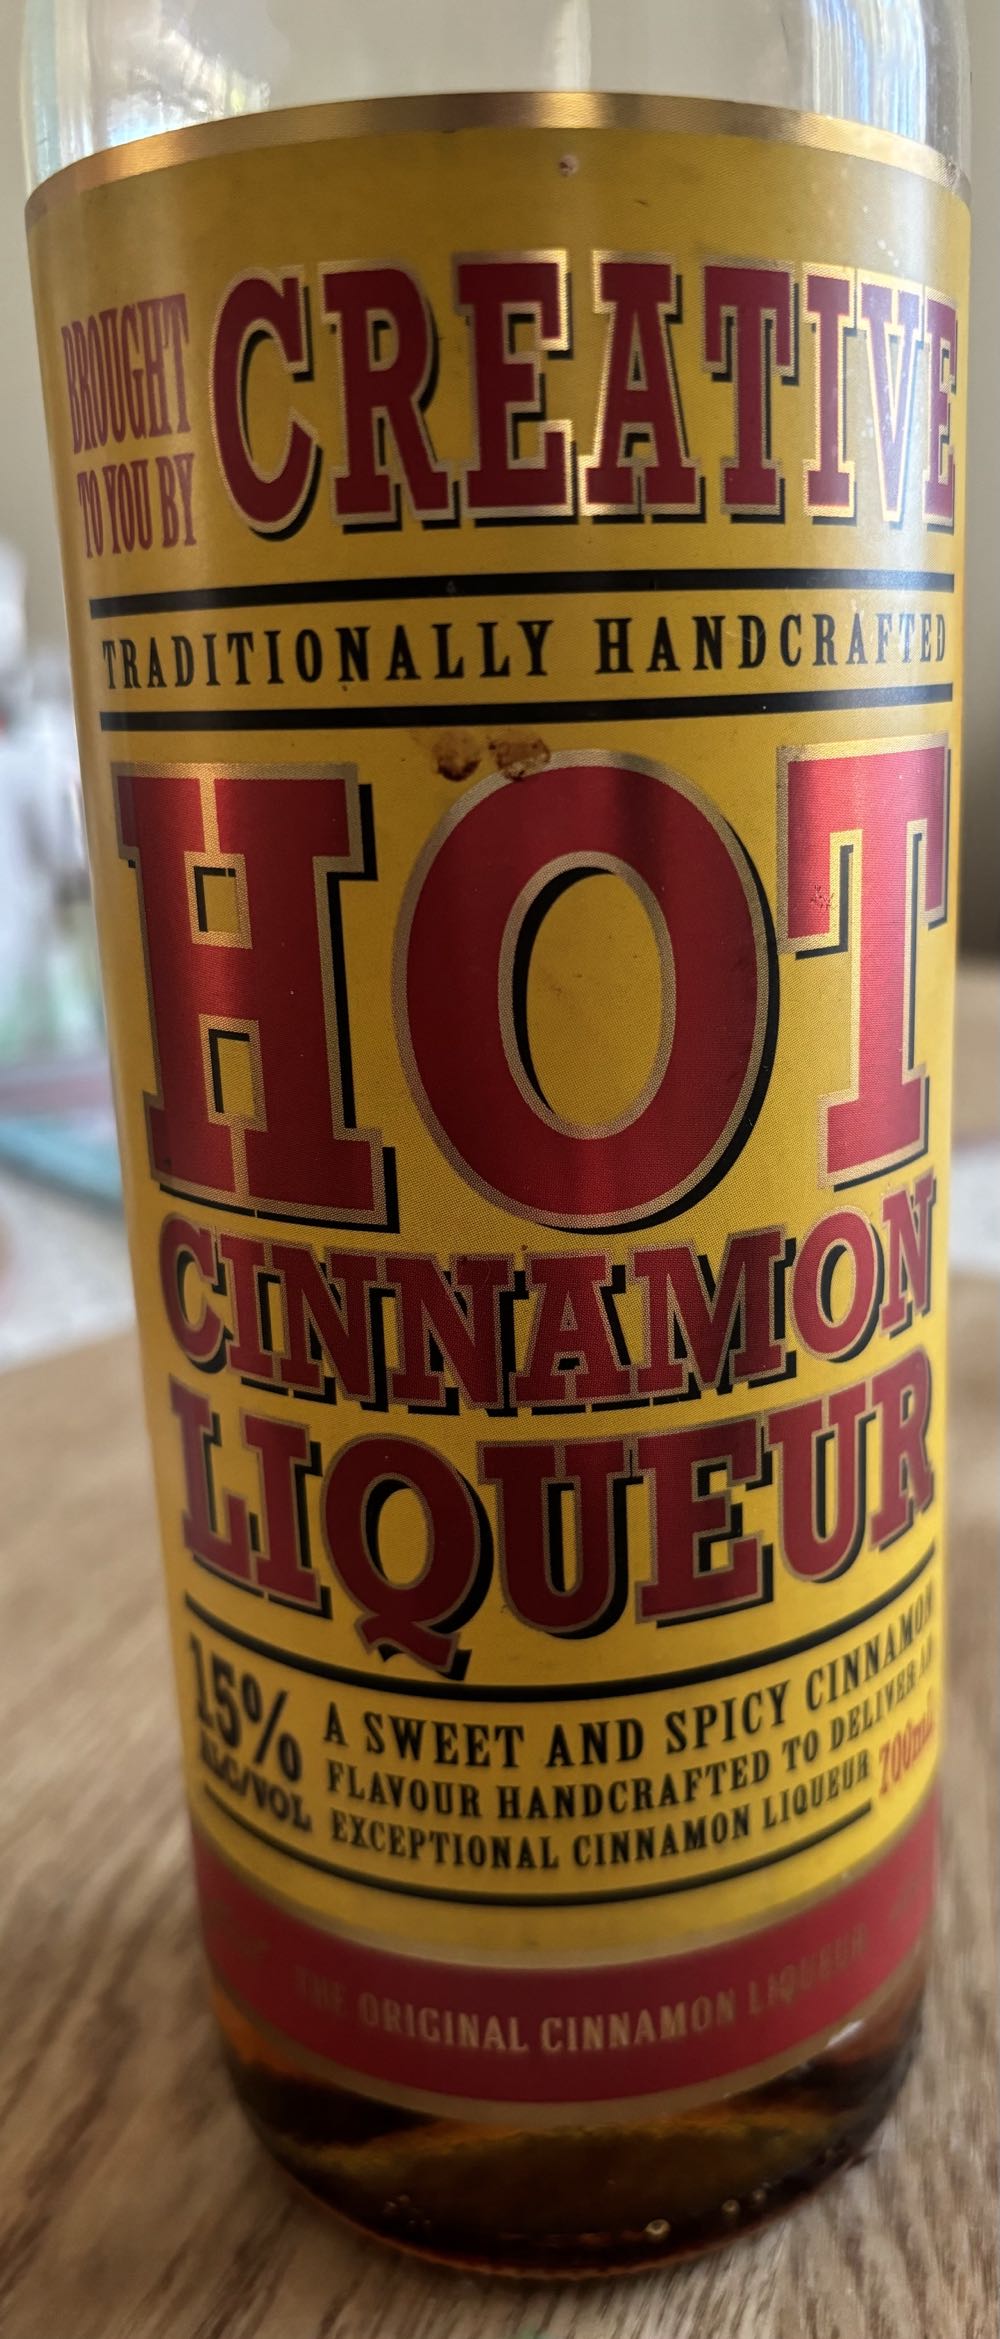 BROUGHT
TO YOU BY
CREATIVE
TRADITIONALLY HANDCRAFTED
HOT
CINNAMON
LIQUEUR
15%
ALC/VOL
A SWEET AND SPICY CINNAMON
FLAVOUR HANDCRAFTED TO DELIVER AN
EXCEPTIONAL CINNAMON LIQUEUR
700mL
THE ORIGINAL CINNAMON LIQUEUR